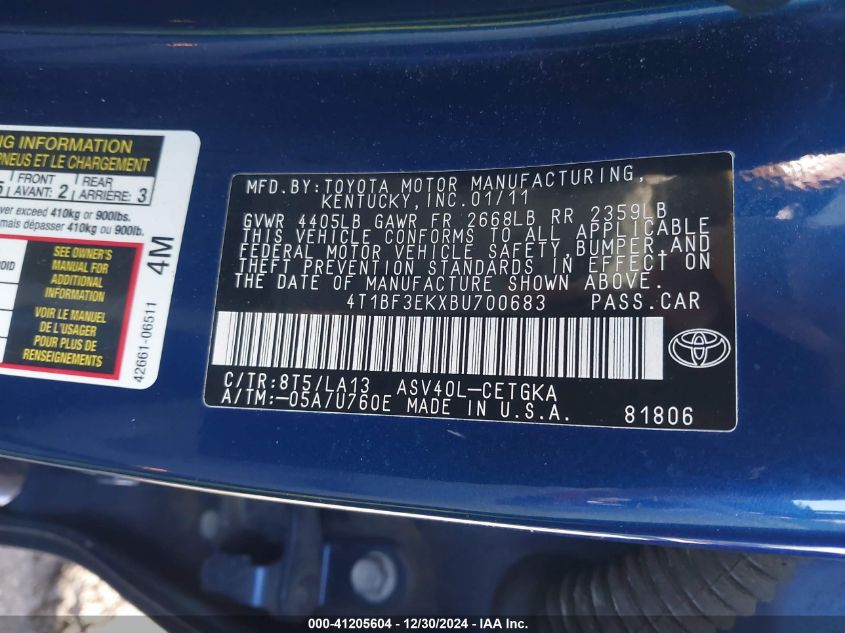 NG INFORMATION
PNEUS ET LE CHARGEMENT
5 FRONT REAR
AVANT: 2 ARRIÈRE: 3
ver exceed 410kg or 900lbs.
mais dépasser 410kg ou 900lb.
SEE OWNER'S
MANUAL FOR
ADDITIONAL
INFORMATION
VOIR LE MANUEL
DE L'USAGER
POUR PLUS DE
RENSEIGNEMENTS
42661-06511
4M
MFD.BY:TOYOTA MOTOR MANUFACTURING,
KENTUCKY, INC.01/11
GVWR 4405LB GAWR FR 2668LB RR 2359LB
THIS VEHICLE CONFORMS TO ALL APPLICABLE
FEDERAL MOTOR VEHICLE SAFETY, BUMPER, AND
THEFT PREVENTION STANDARDS IN EFFECT ON
THE DATE OF MANUFACTURE SHOWN ABOVE.
4T1BF3EKXBU700683 PASS.CAR
C/TR:8T5/LA13 ASV40L-CETGKA
A/TM:-05A/U760E MADE IN U.S.A. 81806
000-41205604 - 12/30/2024 - IAA Inc.